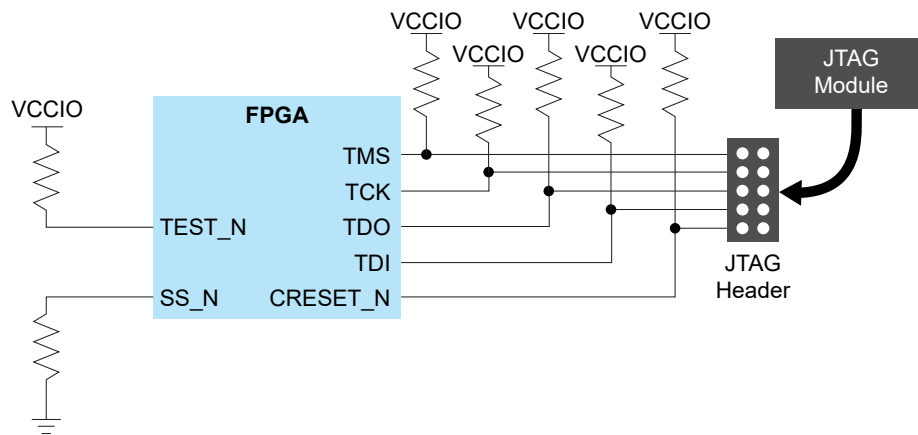 VCCIO
VCCIO
VCCIO
VCCIO
VCCIO
JTAG
Module
VCCIO
FPGA
TMS
TCK
TEST_N
TDO
TDI
SS_N
CRESET_N
JTAG
Header